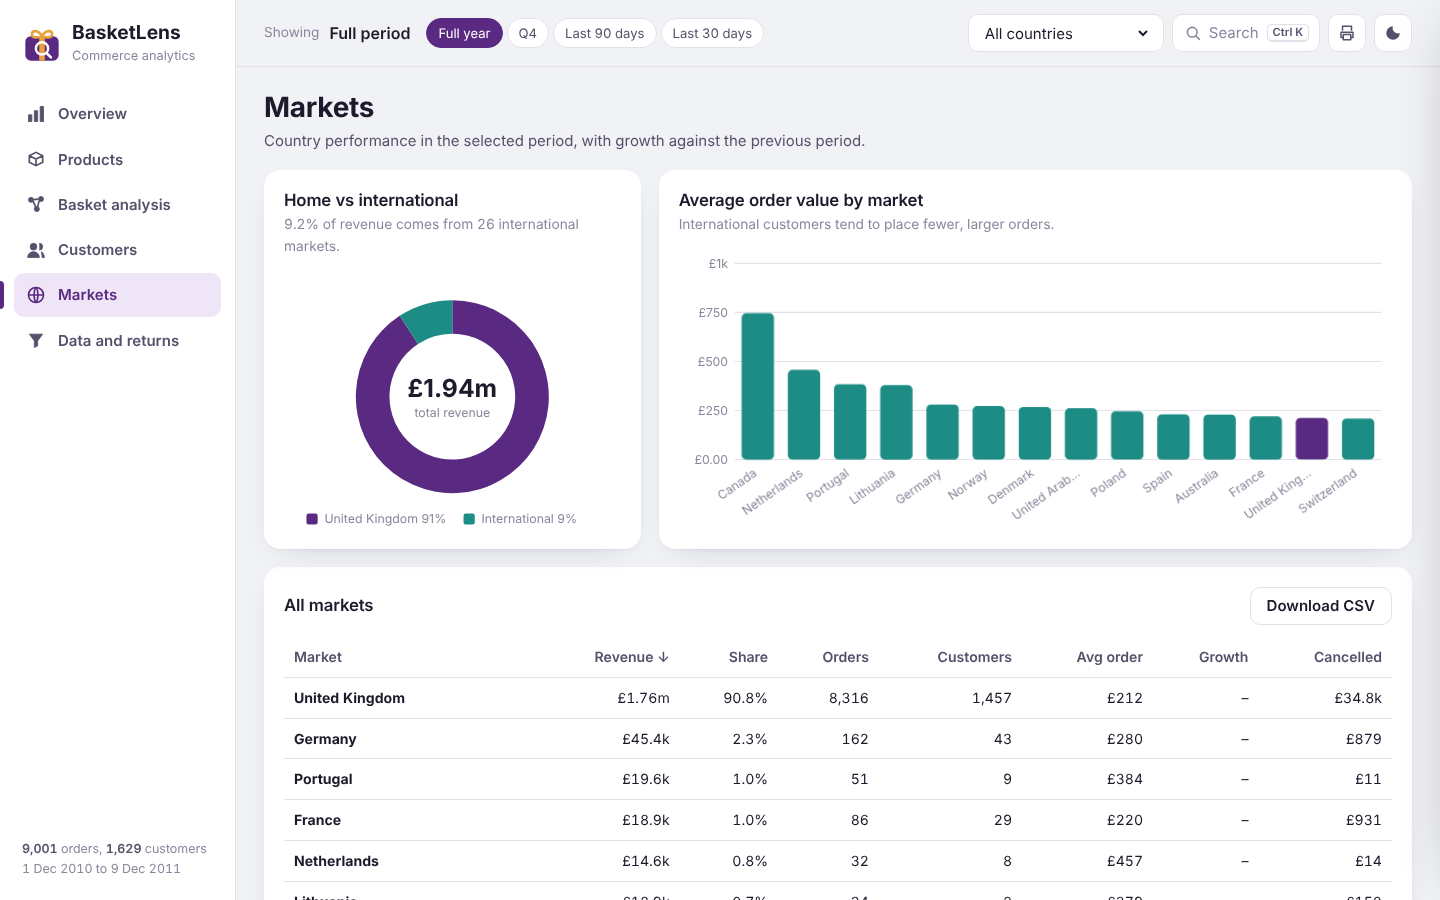 BasketLens
Commerce analytics
Overview
Products
Basket analysis
Customers
Markets
Data and returns
9,001 orders, 1,629 customers
1 Dec 2010 to 9 Dec 2011
Showing Full period Full year Q4 Last 90 days Last 30 days All countries Search Ctrl K
Markets
Country performance in the selected period, with growth against the previous period.
Home vs international
9.2% of revenue comes from 26 international
markets.
£1.94m
total revenue
United Kingdom 91% International 9%
Average order value by market
International customers tend to place fewer, larger orders.
£1k
£750
£500
£250
£0.00
Canada Netherlands Portugal Lithuania Germany Norway Denmark United Arab... Poland Spain Australia France United King... Switzerland
All markets
Download CSV
Market Revenue ↓ Share Orders Customers Avg order Growth Cancelled
United Kingdom £1.76m 90.8% 8,316 1,457 £212 – £34.8k
Germany £45.4k 2.3% 162 43 £280 – £879
Portugal £19.6k 1.0% 51 9 £384 – £11
France £18.9k 1.0% 86 29 £220 – £931
Netherlands £14.6k 0.8% 32 8 £457 – £14